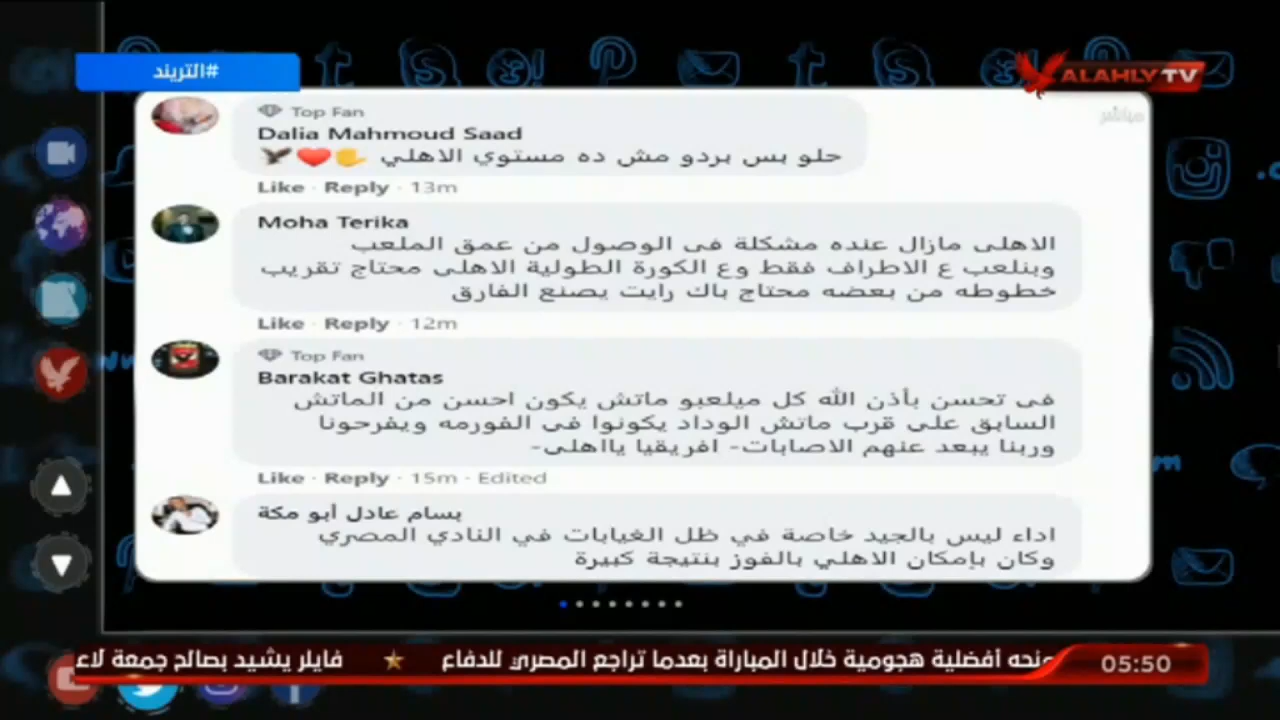 #التريند
ALAHLY TV
مباشر
Top Fan
Dalia Mahmoud Saad
حلو بس بردو مش ده مستوي الاهلي ✋❤️🦅
Like · Reply · 13m
Moha Terika
الاهلى مازال عنده مشكلة فى الوصول من عمق الملعب
وبنلعب ع الاطراف فقط وع الكورة الطولية الاهلى محتاج تقريب
خطوطه من بعضه محتاج باك رايت يصنع الفارق
Like · Reply · 12m
Top Fan
Barakat Ghatas
فى تحسن بأذن الله كل ميلعبو ماتش يكون احسن من الماتش
السابق على قرب ماتش الوداد يكونوا فى الفورمه ويفرحونا
وربنا يبعد عنهم الاصابات- افريقيا يااهلى-
Like · Reply · 15m · Edited
بسام عادل أبو مكة
اداء ليس بالجيد خاصة في ظل الغيابات في النادي المصري
وكان بإمكان الاهلي بالفوز بنتيجة كبيرة
أفضلية هجومية خلال المباراة بعدما تراجع المصري للدفاع ★ فايلر يشيد بصالح جمعة
05:50